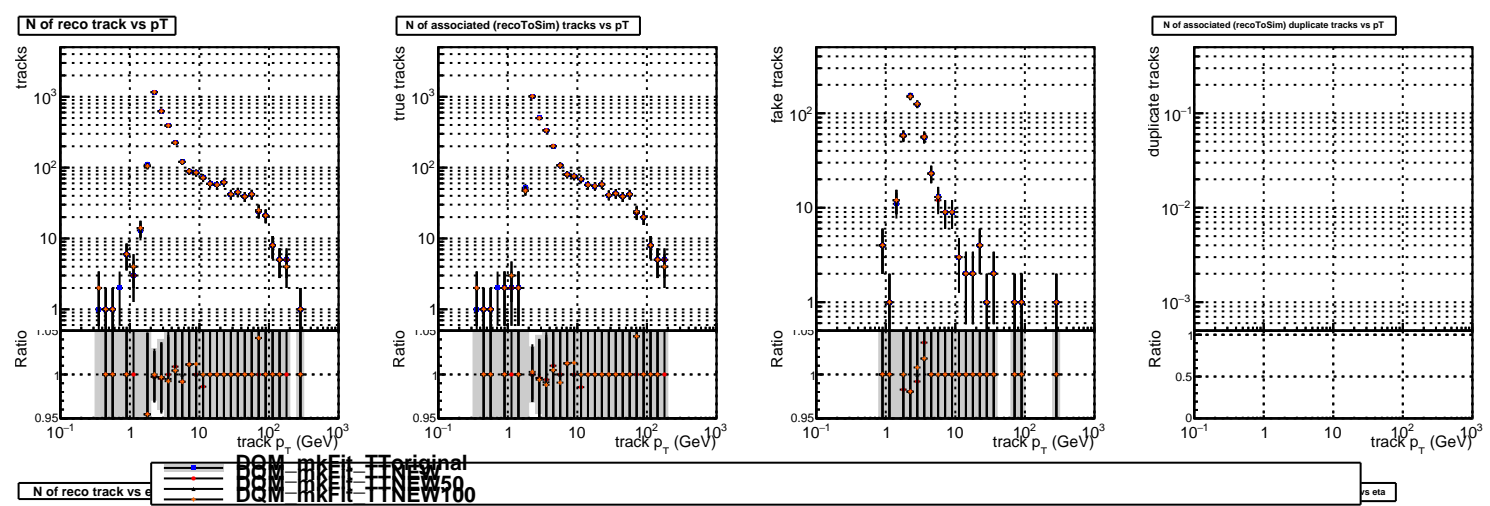 N of reco track vs pT
N of associated (recoToSim) tracks vs pT
N of associated (recoToSim) duplicate tracks vs pT
tracks
10³
10²
10
1
Ratio
1.05
1
0.95
10⁻¹ 1 10 10² 10³
track p_T (GeV)
true tracks
10³
10²
10
1
Ratio
1.05
1
0.95
10⁻¹ 1 10 10² 10³
track p_T (GeV)
fake tracks
10²
10
1
Ratio
1.05
1
0.95
10⁻¹ 1 10 10² 10³
track p_T (GeV)
duplicate tracks
10⁻¹
10⁻²
10⁻³
Ratio
1
0.5
0
10⁻¹ 1 10 10² 10³
track p_T (GeV)
DQM_mkFit_TToriginal
DQM_mkFit_TTNEW
DQM_mkFit_TTNEW50
DQM_mkFit_TTNEW100
N of reco track vs e
vs eta